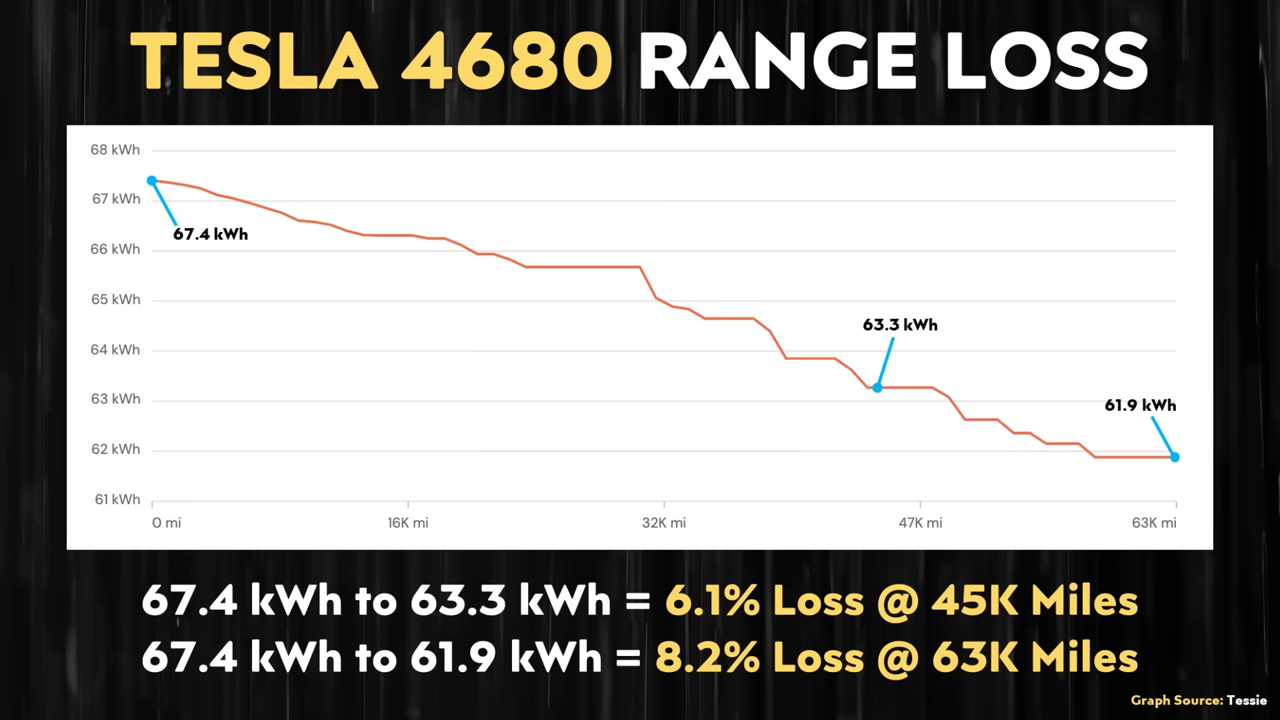 TESLA 4680 RANGE LOSS
68 kWh
67 kWh
67.4 kWh
66 kWh
65 kWh
63.3 kWh
64 kWh
63 kWh
61.9 kWh
62 kWh
61 kWh
0 mi 16K mi 32K mi 47K mi 63K mi
67.4 kWh to 63.3 kWh = 6.1% Loss @ 45K Miles
67.4 kWh to 61.9 kWh = 8.2% Loss @ 63K Miles
Graph Source: Tessie